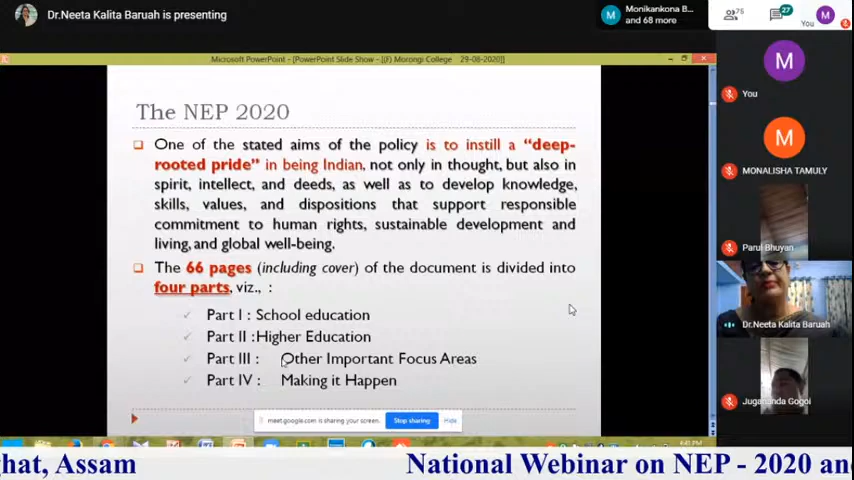 Dr.Neeta Kalita Baruah is presenting
Monikankona B...
and 68 more
75
27
You
Microsoft PowerPoint - [PowerPoint Slide Show - [(F) Morongi College 29-08-2020]]
The NEP 2020
One of the stated aims of the policy is to instill a “deep-
rooted pride” in being Indian, not only in thought, but also in
spirit, intellect, and deeds, as well as to develop knowledge,
skills, values, and dispositions that support responsible
commitment to human rights, sustainable development and
living, and global well-being.
The 66 pages (including cover) of the document is divided into
four parts, viz., :
Part I : School education
Part II :Higher Education
Part III : Other Important Focus Areas
Part IV : Making it Happen
meet.google.com is sharing your screen.
Stop sharing
Hide
M
You
M
MONALISHA TAMULY
Parul Bhuyan
Dr.Neeta Kalita Baruah
Jugananda Gogoi
M
M
ghat, Assam
National Webinar on NEP - 2020 an